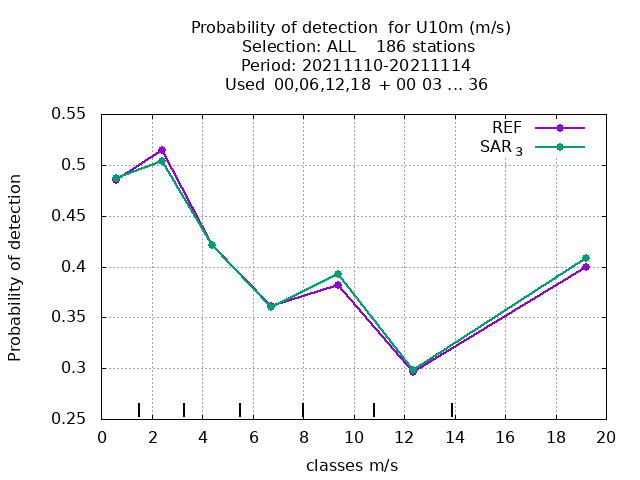 Probability of detection for U10m (m/s)
Selection: ALL 186 stations
Period: 20211110-20211114
Used 00,06,12,18 + 00 03 ... 36
REF
SAR 3
0.55
0.5
0.45
0.4
0.35
0.3
0.25
Probability of detection
0 2 4 6 8 10 12 14 16 18 20
classes m/s